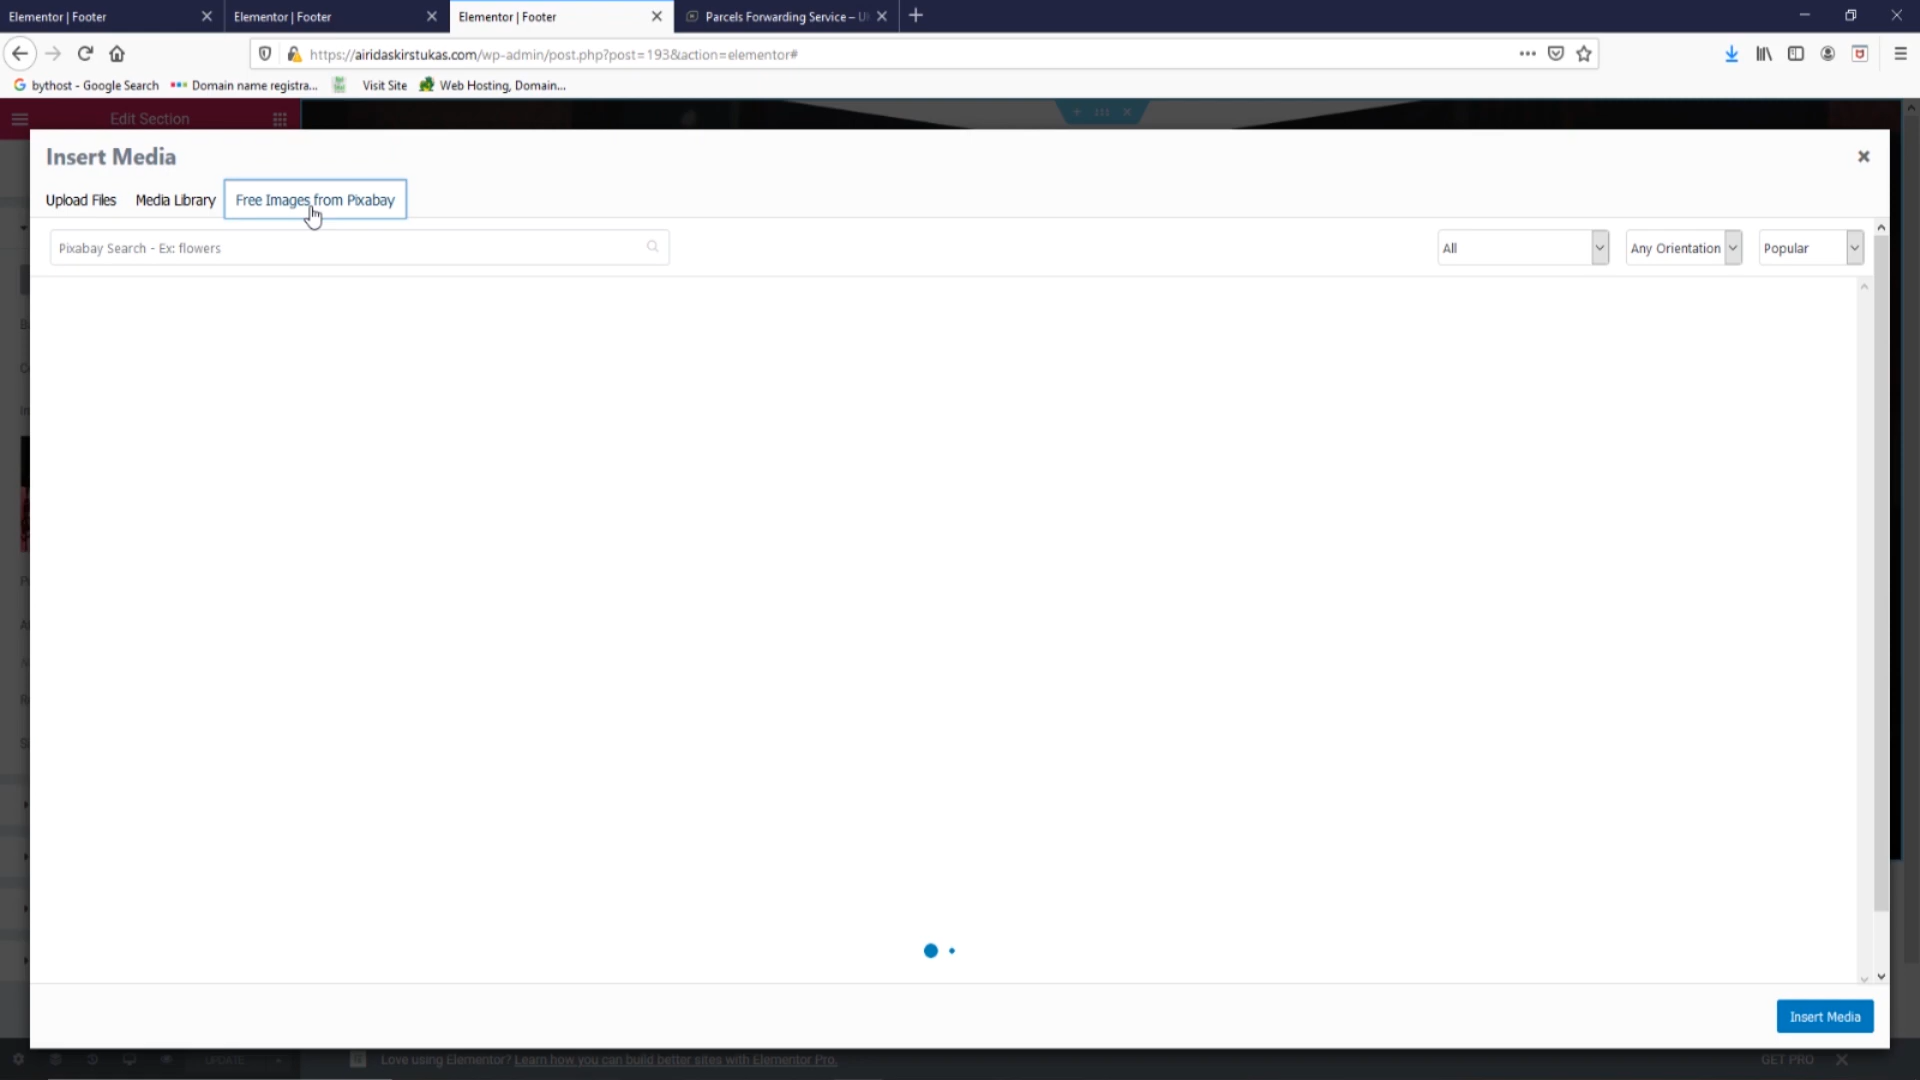 Elementor | Footer
Elementor | Footer
Elementor | Footer
Parcels Forwarding Service –
https://airidaskirstukas.com/wp-admin/post.php?post=193&action=elementor#
bythost - Google Search
Domain name registra...
Visit Site
Web Hosting, Domain...
Edit Section
Insert Media
Upload Files
Media Library
Free Images from Pixabay
Pixabay Search - Ex: flowers
All
Any Orientation
Popular
Insert Media
UPDATE
Love using Elementor? Learn how you can build better sites with Elementor Pro.
GET PRO